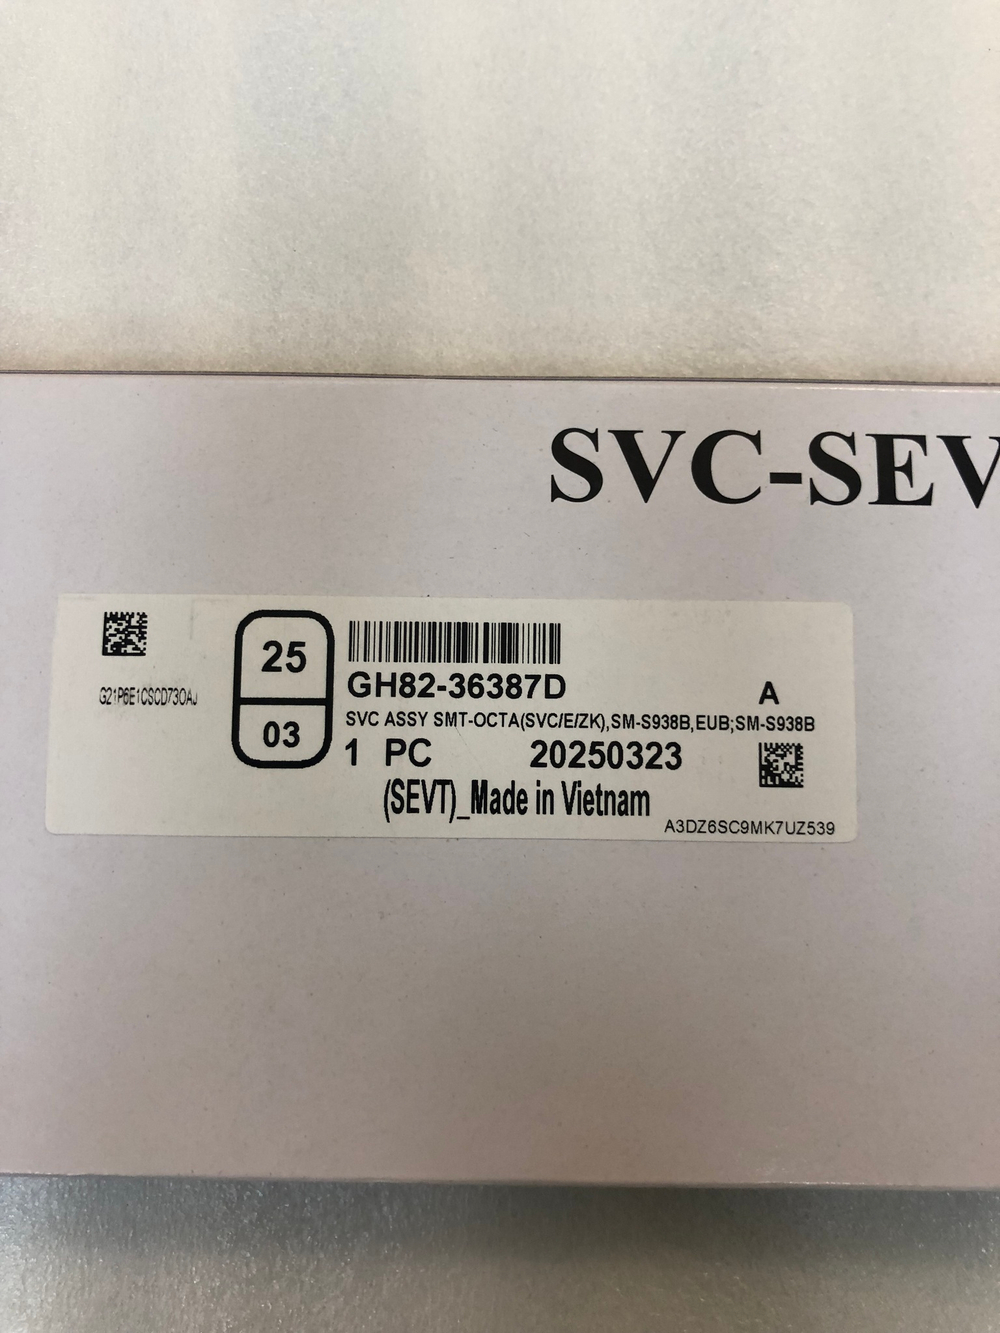 SVC-SEV
25
03
GH82-36387D
A
SVC ASSY SMT-OCTA(SVC/E/ZK),SM-S938B,EUB;SM-S938B
1 PC 20250323
(SEVT)_Made in Vietnam
A3DZ6SC9MK7UZ539